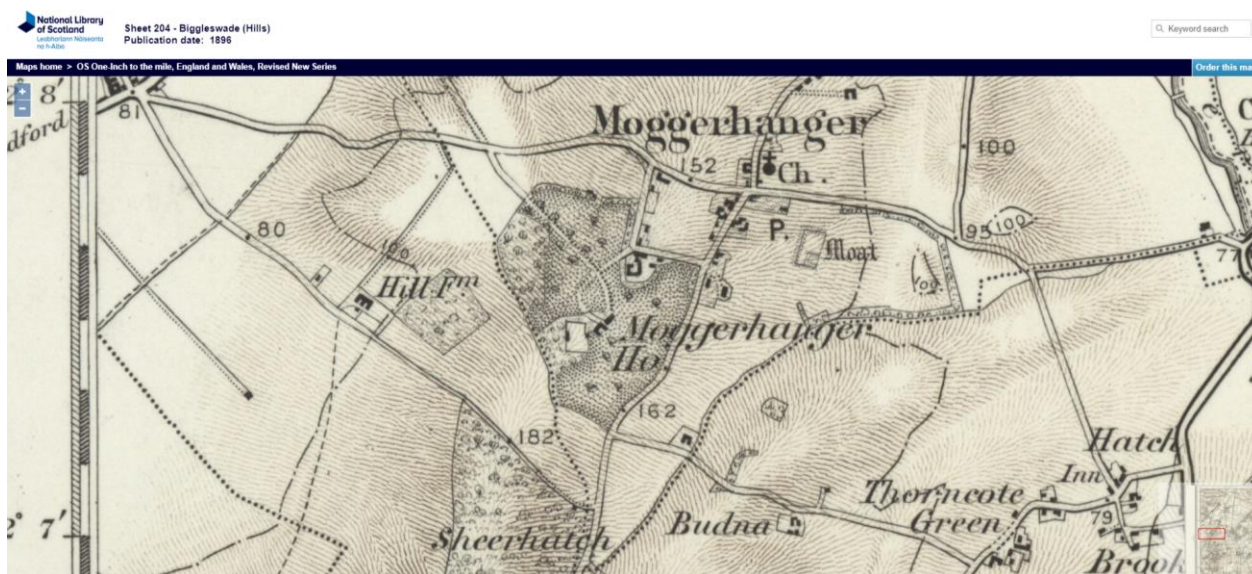 National Library
of Scotland
Leabharlann Nàiseanta
na h-Alba
Sheet 204 - Biggleswade (Hills)
Publication date: 1896
Keyword search
Maps home > OS One-Inch to the mile, England and Wales, Revised New Series
Order this ma
+
−
8'
81
dford
Moggerhanger
152
Ch.
100
80
P.
Moat
95
100
77
100
Hill Fm
100
Moggerhanger
Ho.
162
182
Hatch
Inn
Thorncote
Green
79
Budna
Sheerhatch
Brook
2° 7'